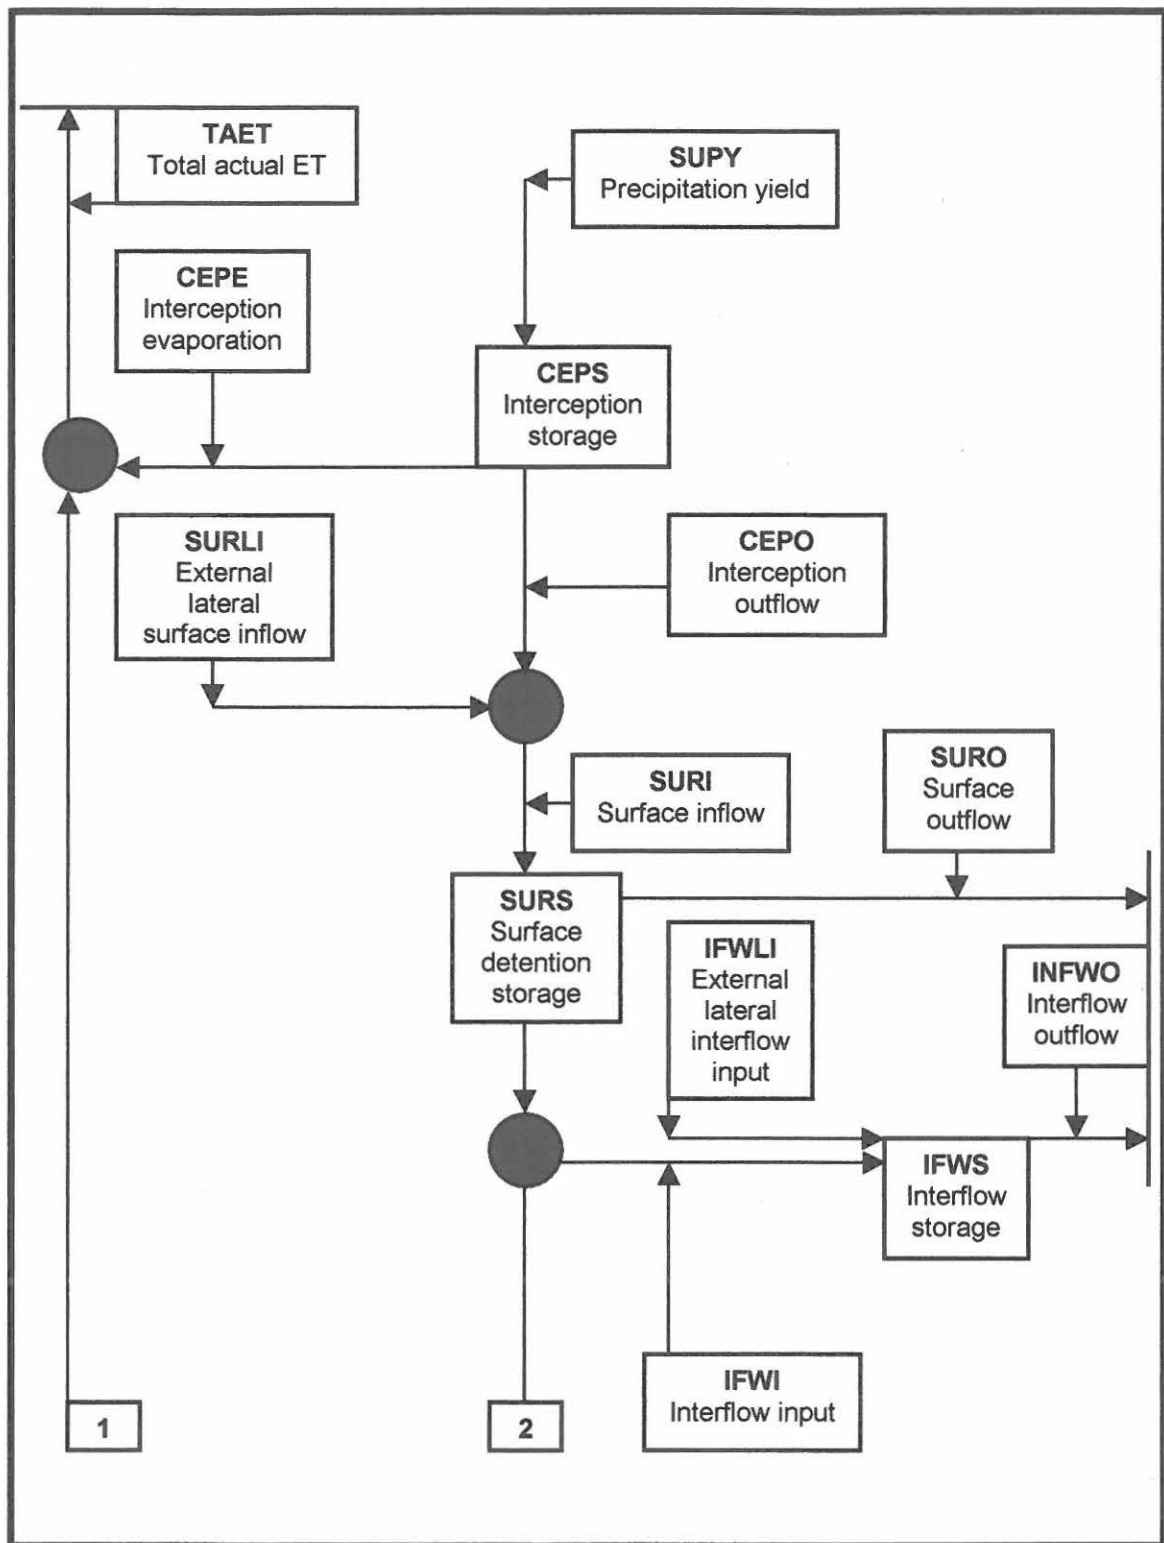 TAET
Total actual ET
SUPY
Precipitation yield
CEPE
Interception
evaporation
CEPS
Interception
storage
SURLI
External
lateral
surface inflow
CEPO
Interception
outflow
SURI
Surface inflow
SURO
Surface
outflow
SURS
Surface
detention
storage
IFWLI
External
lateral
interflow
input
INFWO
Interflow
outflow
IFWS
Interflow
storage
IFWI
Interflow input
1
2